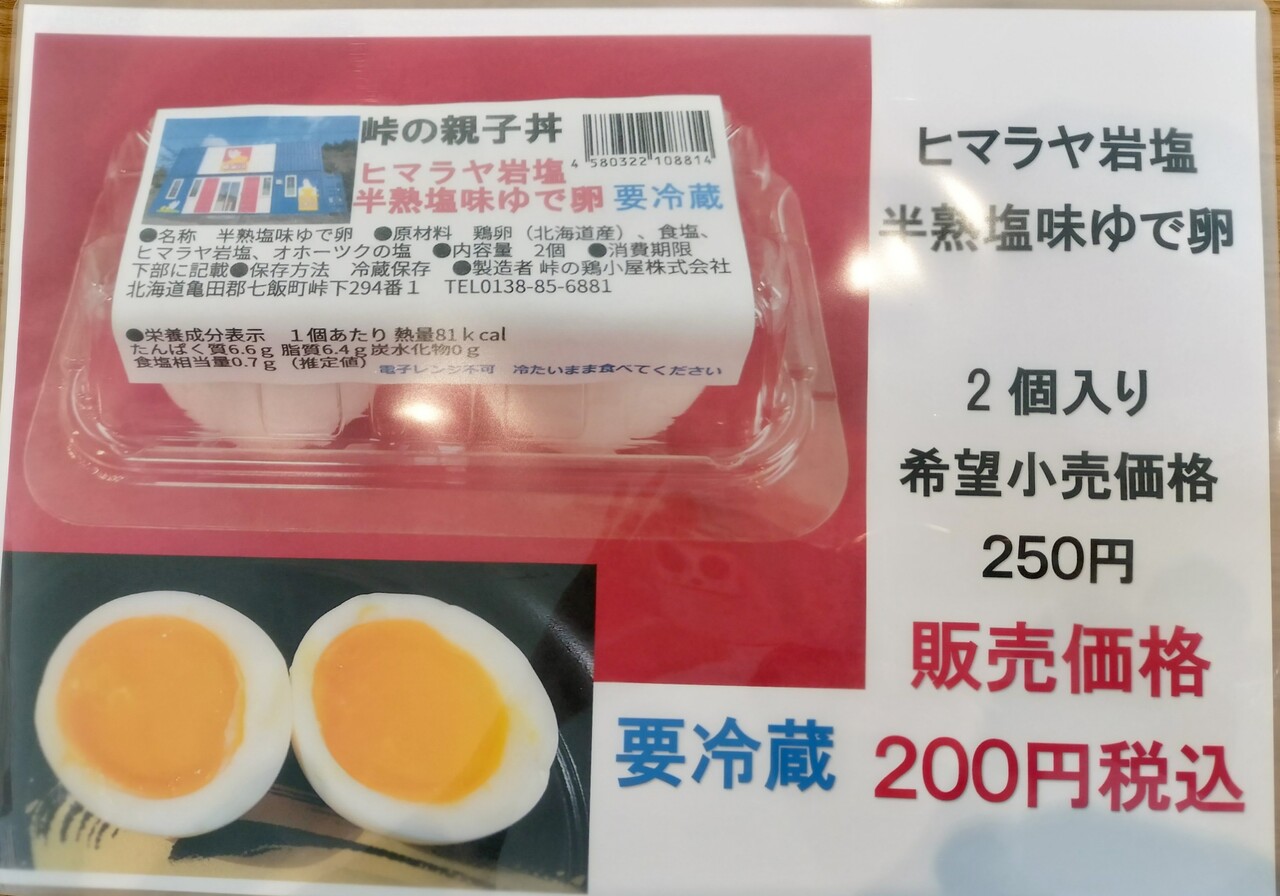 峠の親子丼
4 580322 108814
ヒマラヤ岩塩
半熟塩味ゆで卵 要冷蔵
●名称 半熟塩味ゆで卵 ●原材料 鶏卵（北海道産）、食塩、
ヒマラヤ岩塩、オホーツクの塩 ●内容量 2個 ●消費期限
下部に記載●保存方法 冷蔵保存 ●製造者 峠の鶏小屋株式会社
北海道亀田郡七飯町峠下294番1 TEL0138-85-6881
●栄養成分表示 1個あたり 熱量81kcal
たんぱく質6.6g 脂質6.4g炭水化物0g
食塩相当量0.7g（推定値）
電子レンジ不可 冷たいまま食べてください
ヒマラヤ岩塩
半熟塩味ゆで卵
2個入り
希望小売価格
250円
販売価格
200円税込
要冷蔵